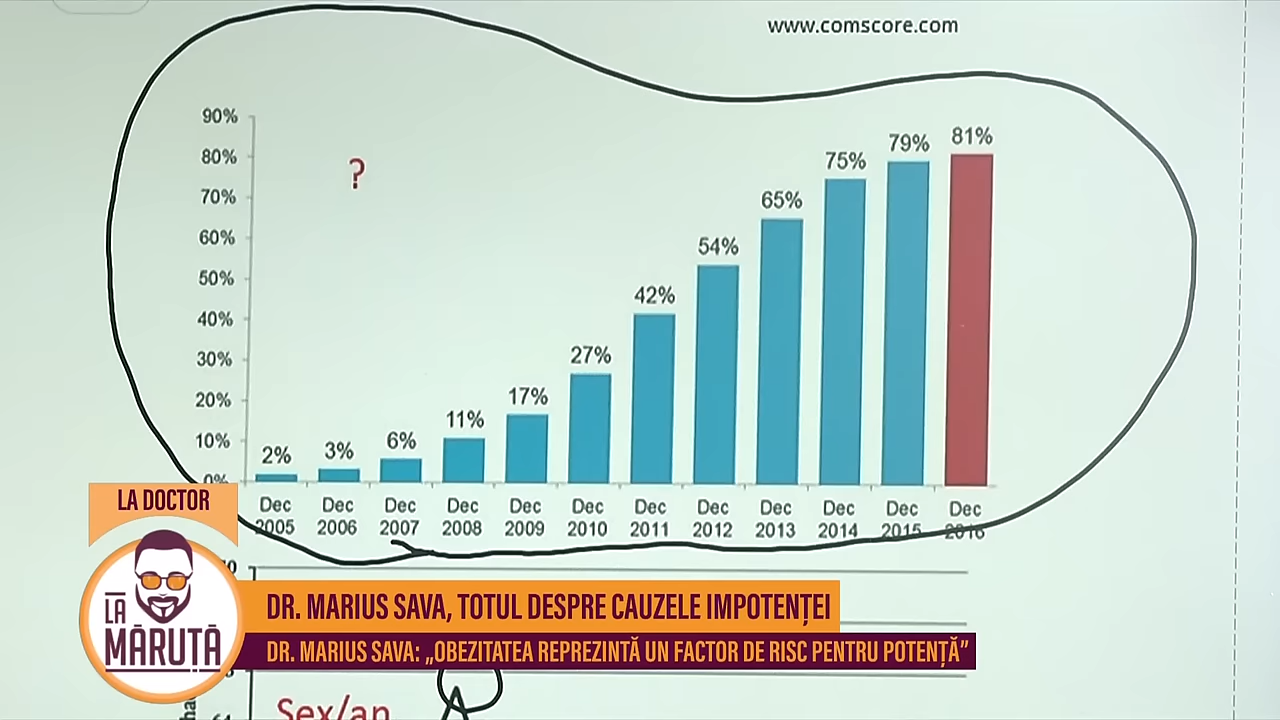 www.comscore.com
90%
80%
70%
60%
50%
40%
30%
20%
10%
0%
?
2%
3%
6%
11%
17%
27%
42%
54%
65%
75%
79%
81%
Dec 2005
Dec 2006
Dec 2007
Dec 2008
Dec 2009
Dec 2010
Dec 2011
Dec 2012
Dec 2013
Dec 2014
Dec 2015
Dec 2016
LA DOCTOR
LA
MĂRUȚĂ
DR. MARIUS SAVA, TOTUL DESPRE CAUZELE IMPOTENȚEI
DR. MARIUS SAVA: „OBEZITATEA REPREZINTĂ UN FACTOR DE RISC PENTRU POTENȚĂ”
Sex/an